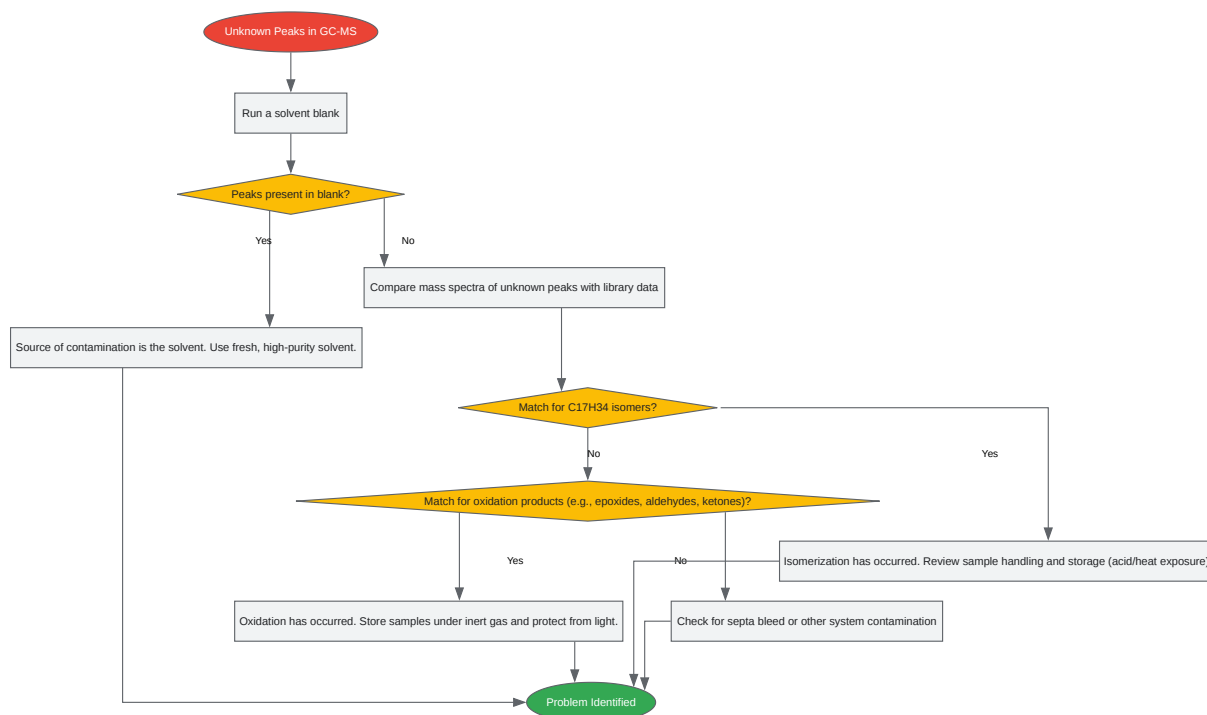 Unknown Peaks in GC-MS
Run a solvent blank
Peaks present in blank?
Yes
No
Compare mass spectra of unknown peaks with library data
Source of contamination is the solvent. Use fresh, high-purity solvent.
Match for C17H34 isomers?
No
Yes
Match for oxidation products (e.g., epoxides, aldehydes, ketones)?
Yes
No
Isomerization has occurred. Review sample handling and storage (acid/heat exposure)
Oxidation has occurred. Store samples under inert gas and protect from light.
Check for septa bleed or other system contamination
Problem Identified